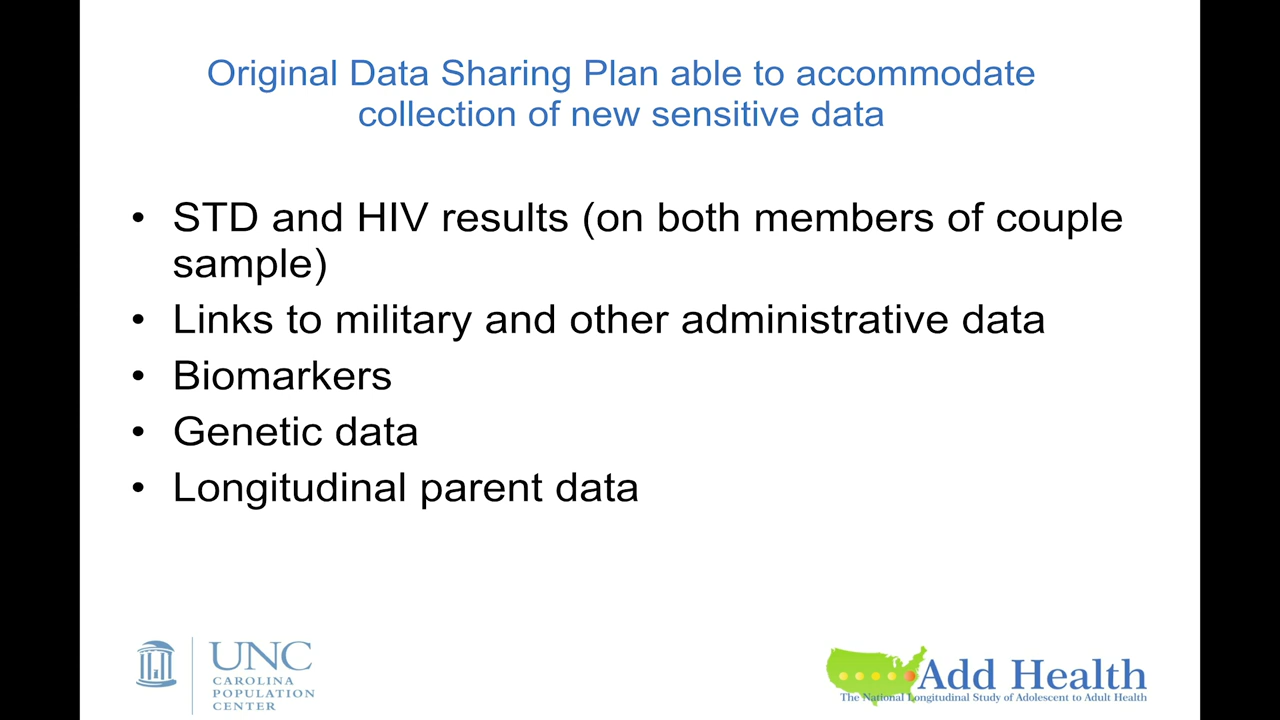 Original Data Sharing Plan able to accommodate
collection of new sensitive data
• STD and HIV results (on both members of couple
sample)
• Links to military and other administrative data
• Biomarkers
• Genetic data
• Longitudinal parent data
UNC
CAROLINA
POPULATION
CENTER
Add Health
The National Longitudinal Study of Adolescent to Adult Health